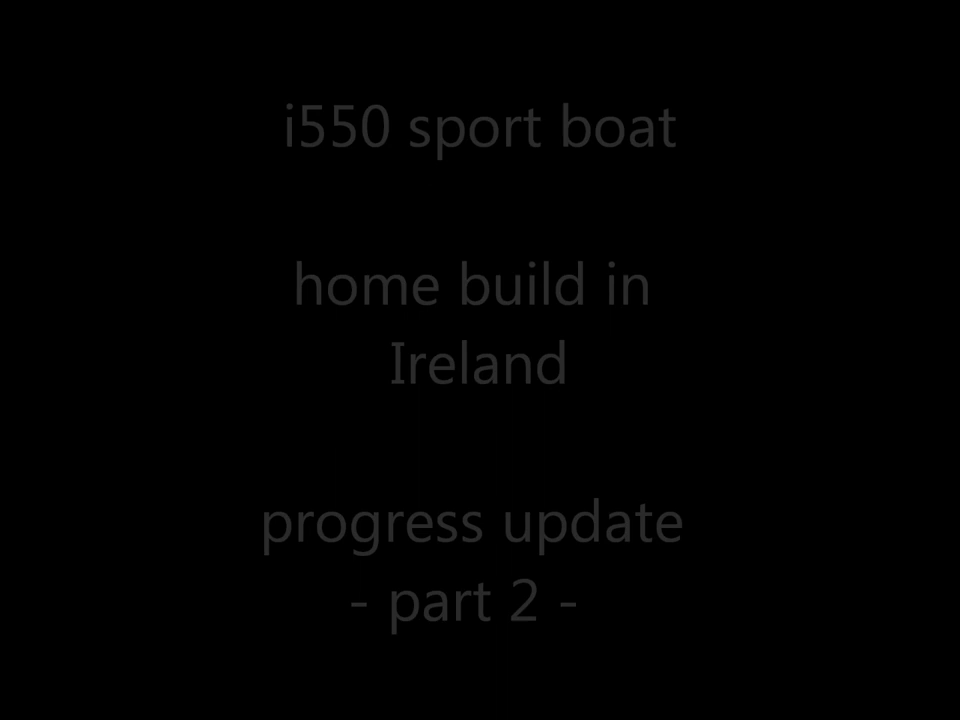 i550 sport boat
home build in
Ireland
progress update
- part 2 -